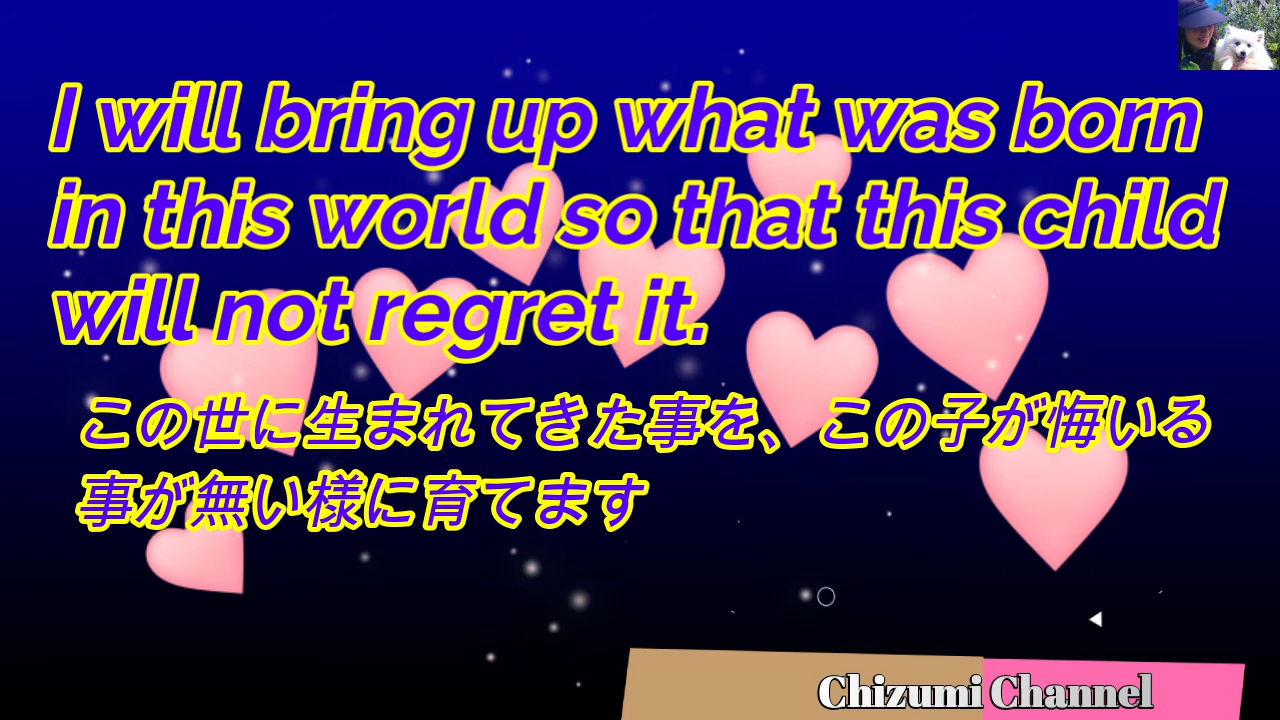 I will bring up what was born
in this world so that this child
will not regret it.
この世に生まれてきた事を、この子が悔いる
事が無い様に育てます
Chizumi Channel